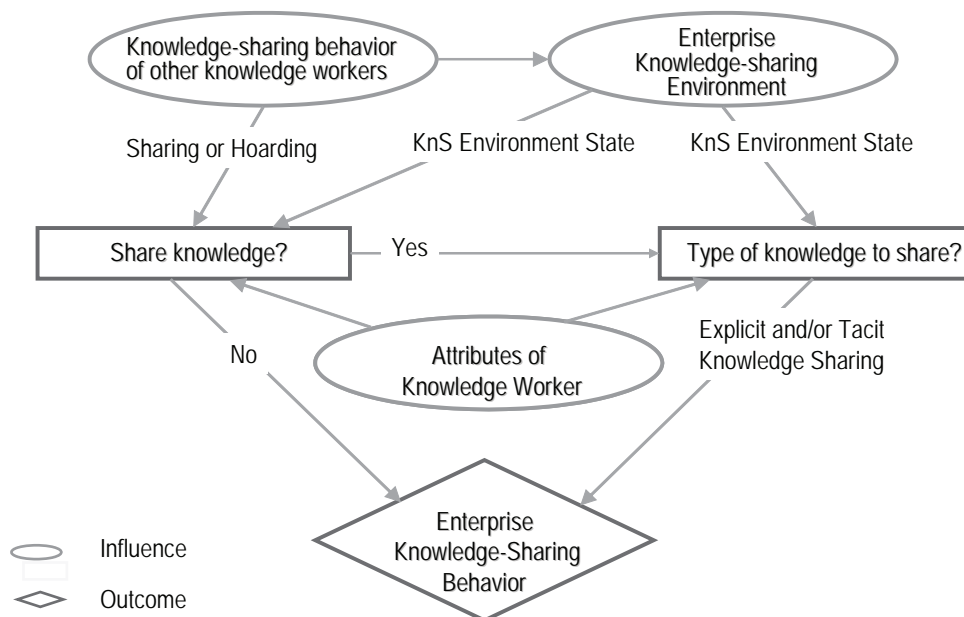 Knowledge-sharing behavior
of other knowledge workers
Enterprise
Knowledge-sharing
Environment
Sharing or Hoarding
KnS Environment State
KnS Environment State
Share knowledge?
Yes
Type of knowledge to share?
No
Attributes of
Knowledge Worker
Explicit and/or Tacit
Knowledge Sharing
Enterprise
Knowledge-Sharing
Behavior
Influence
Outcome